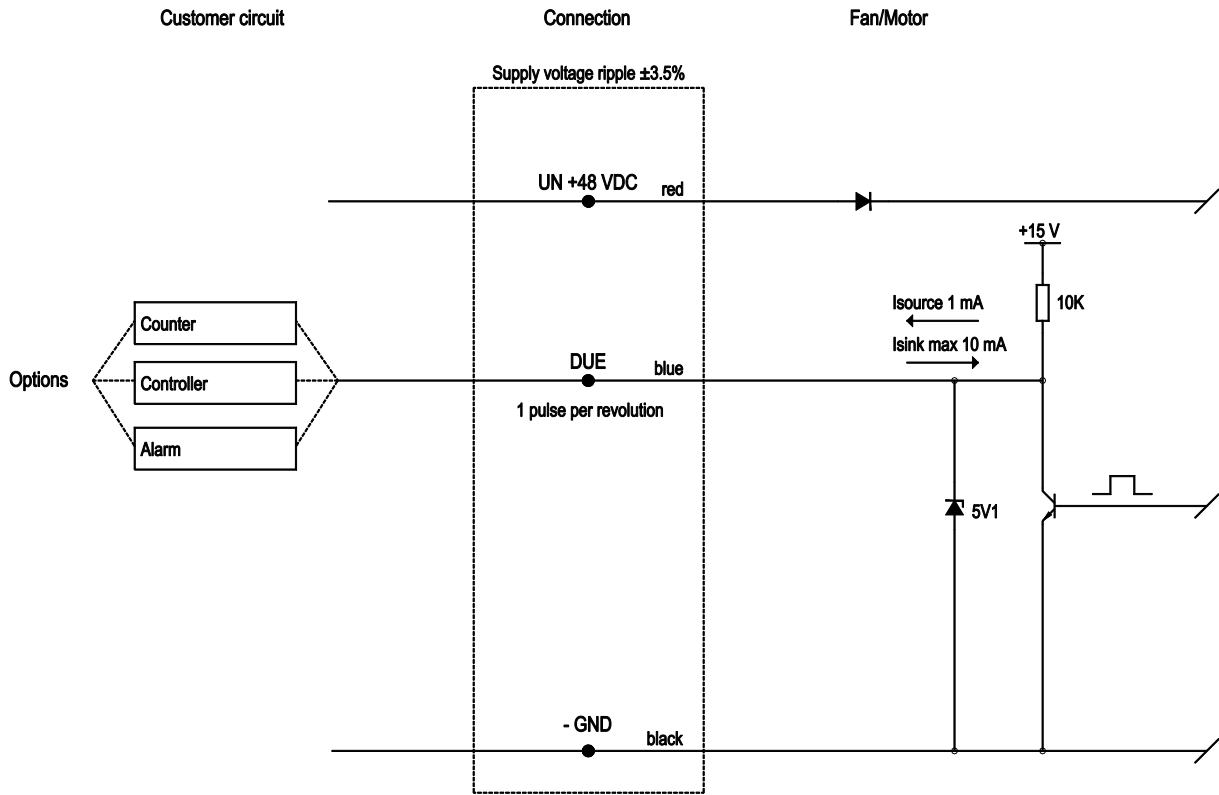 Customer circuit
Connection
Fan/Motor
Supply voltage ripple ±3.5%
UN +48 VDC
red
+15 V
10K
Isource 1 mA
Isink max 10 mA
Counter
Options
Controller
Alarm
DUE
blue
1 pulse per revolution
5V1
- GND
black